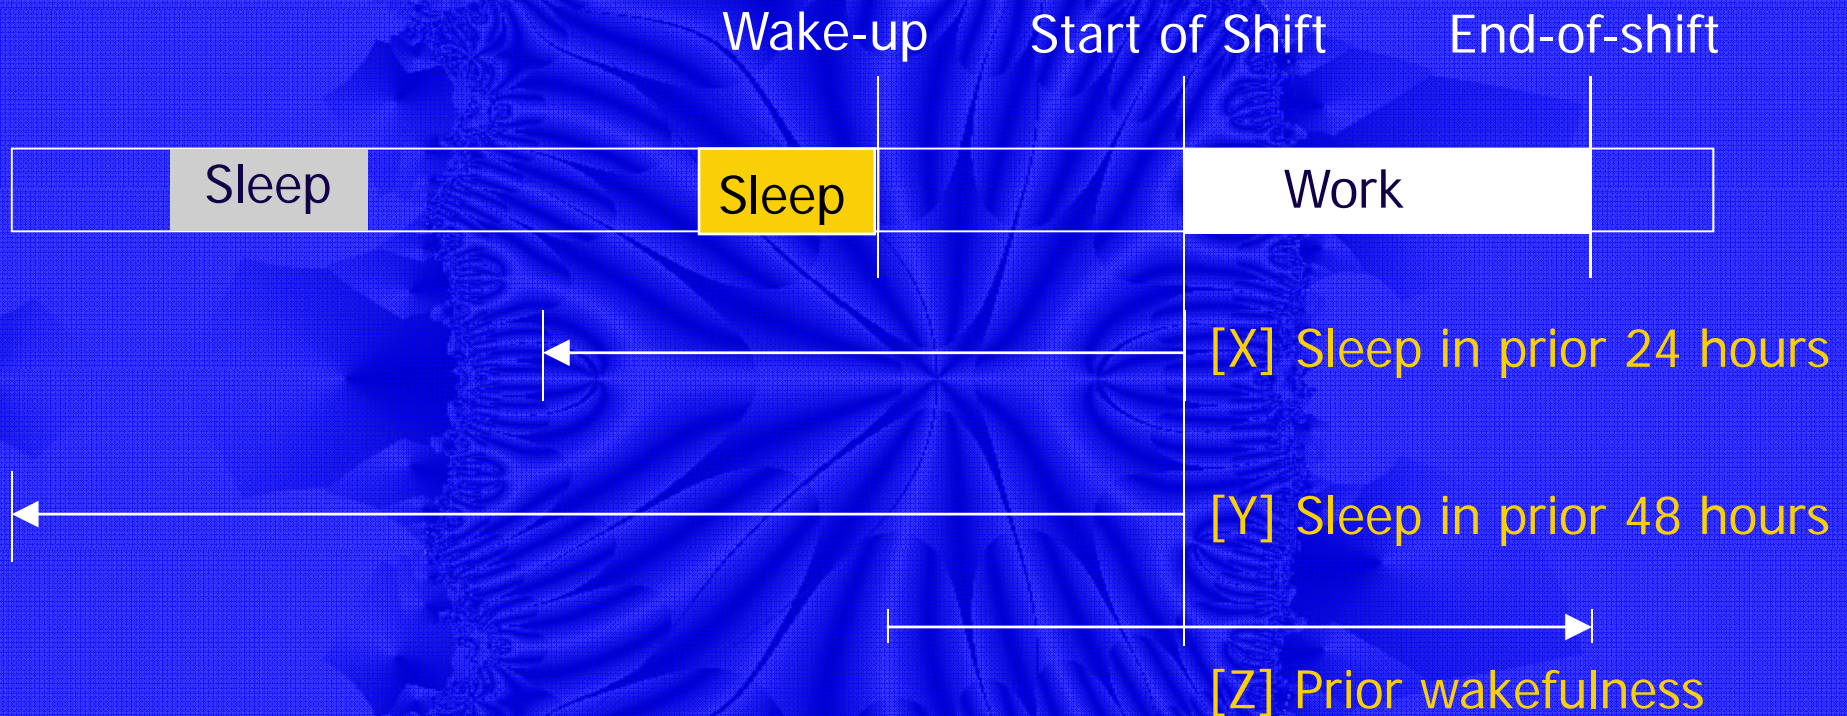 Wake-up Start of Shift End-of-shift
Sleep Sleep Work
[X] Sleep in prior 24 hours
[Y] Sleep in prior 48 hours
[Z] Prior wakefulness